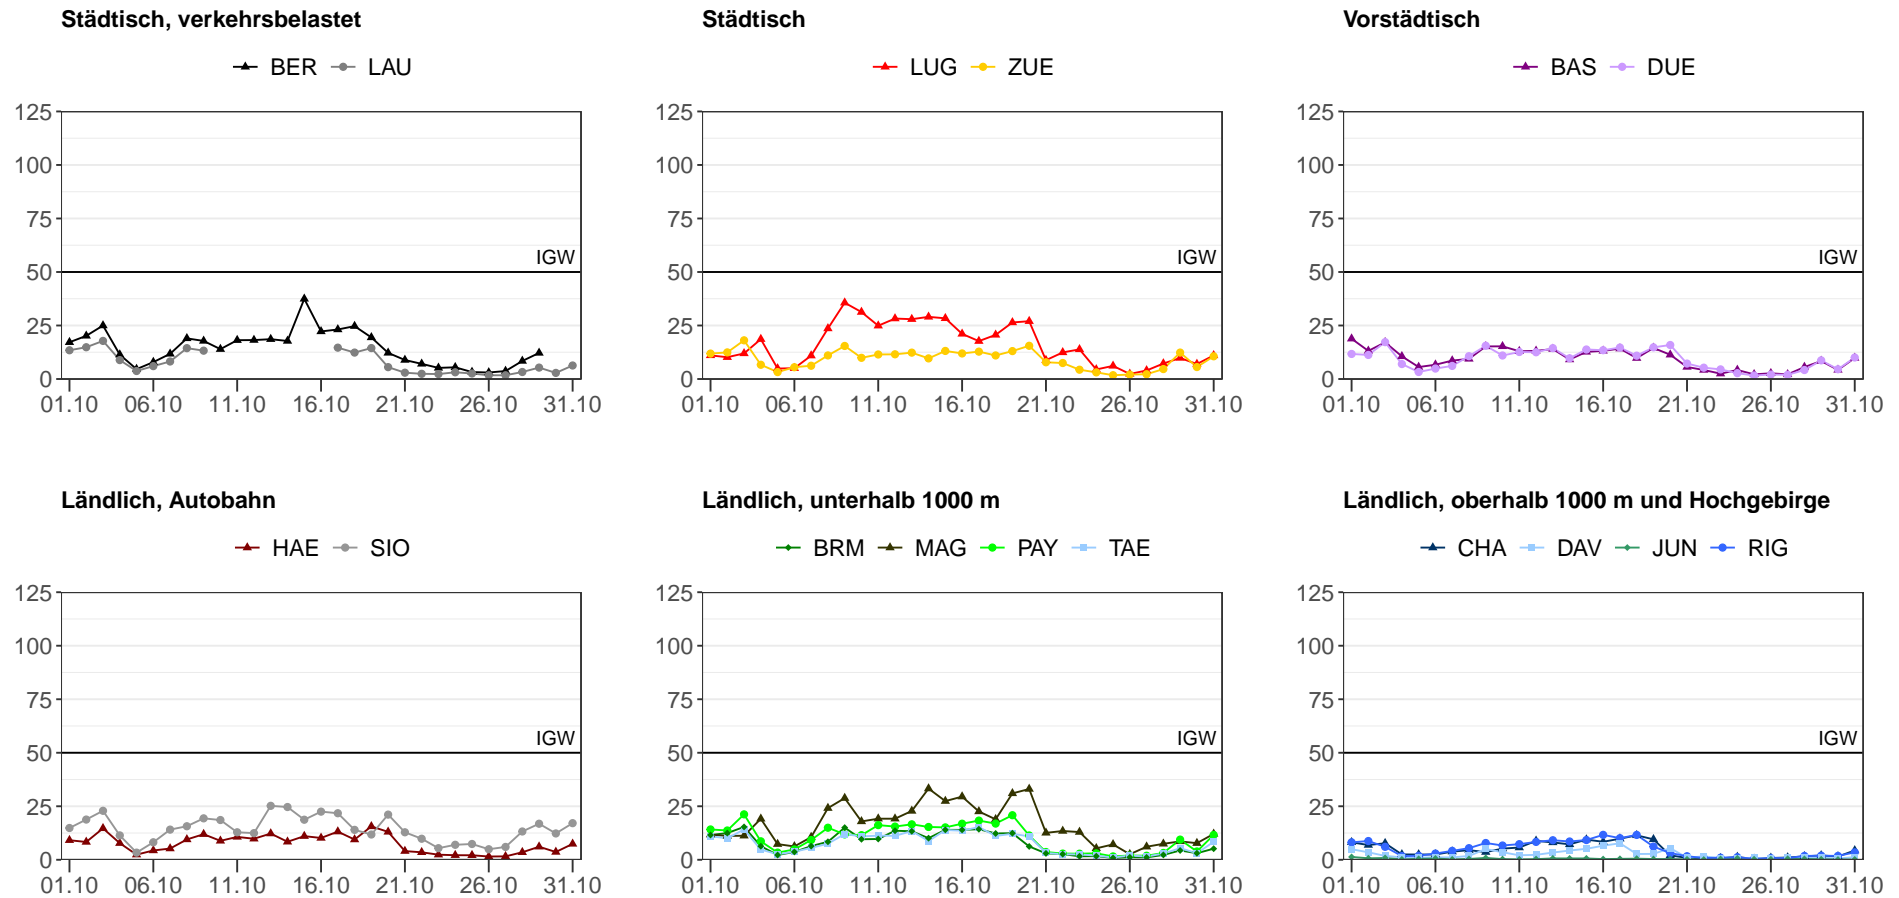 Städtisch, verkehrsbelastet
BER LAU
125
100
75
50
25
0
IGW
01.10 06.10 11.10 16.10 21.10 26.10 31.10
Städtisch
LUG ZUE
125
100
75
50
25
0
IGW
01.10 06.10 11.10 16.10 21.10 26.10 31.10
Vorstädtisch
BAS DUE
125
100
75
50
25
0
IGW
01.10 06.10 11.10 16.10 21.10 26.10 31.10
Ländlich, Autobahn
HAE SIO
125
100
75
50
25
0
IGW
01.10 06.10 11.10 16.10 21.10 26.10 31.10
Ländlich, unterhalb 1000 m
BRM MAG PAY TAE
125
100
75
50
25
0
IGW
01.10 06.10 11.10 16.10 21.10 26.10 31.10
Ländlich, oberhalb 1000 m und Hochgebirge
CHA DAV JUN RIG
125
100
75
50
25
0
IGW
01.10 06.10 11.10 16.10 21.10 26.10 31.10